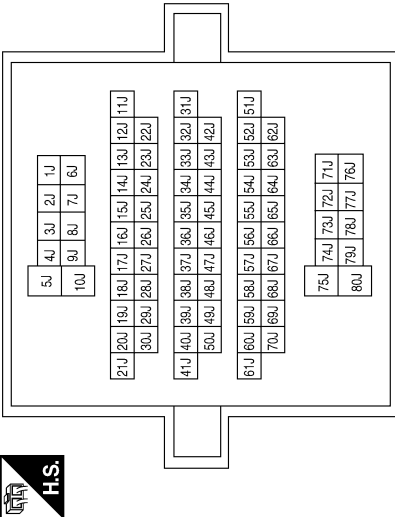 H.S.
5J 4J 3J 2J 1J
10J 9J 8J 7J 6J
21J 20J 19J 18J 17J 16J 15J 14J 13J 12J 11J
30J 29J 28J 27J 26J 25J 24J 23J 22J
41J 40J 39J 38J 37J 36J 35J 34J 33J 32J 31J
50J 49J 48J 47J 46J 45J 44J 43J 42J
61J 60J 59J 58J 57J 56J 55J 54J 53J 52J 51J
70J 69J 68J 67J 66J 65J 64J 63J 62J
75J 74J 73J 72J 71J
80J 79J 78J 77J 76J